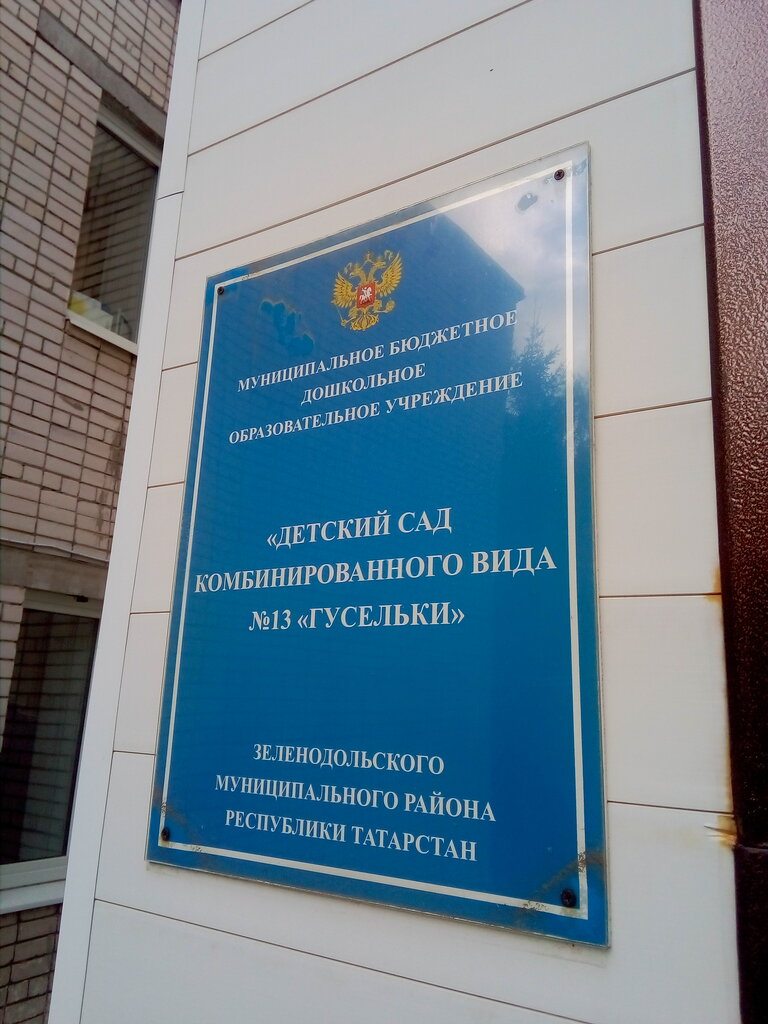 МУНИЦИПАЛЬНОЕ БЮДЖЕТНОЕ
ДОШКОЛЬНОЕ
ОБРАЗОВАТЕЛЬНОЕ УЧРЕЖДЕНИЕ
«ДЕТСКИЙ САД
КОМБИНИРОВАННОГО ВИДА
№13 «ГУСЕЛЬКИ»
ЗЕЛЕНОДОЛЬСКОГО
МУНИЦИПАЛЬНОГО РАЙОНА
РЕСПУБЛИКИ ТАТАРСТАН